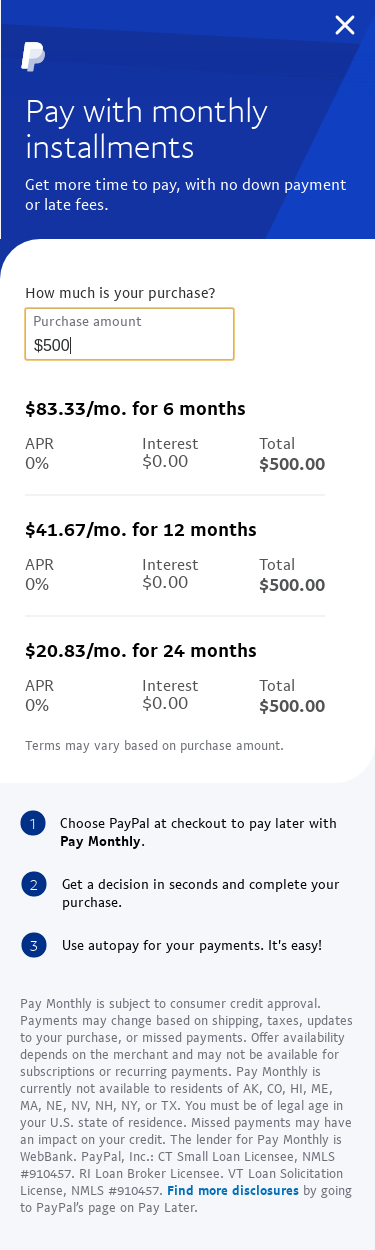 Pay with monthly
installments
Get more time to pay, with no down payment
or late fees.
How much is your purchase?
Purchase amount
$500
$83.33/mo. for 6 months
APR Interest Total
0% $0.00 $500.00
$41.67/mo. for 12 months
APR Interest Total
0% $0.00 $500.00
$20.83/mo. for 24 months
APR Interest Total
0% $0.00 $500.00
Terms may vary based on purchase amount.
1 Choose PayPal at checkout to pay later with
Pay Monthly.
2 Get a decision in seconds and complete your
purchase.
3 Use autopay for your payments. It's easy!
Pay Monthly is subject to consumer credit approval.
Payments may change based on shipping, taxes, updates
to your purchase, or missed payments. Offer availability
depends on the merchant and may not be available for
subscriptions or recurring payments. Pay Monthly is
currently not available to residents of AK, CO, HI, ME,
MA, NE, NV, NH, NY, or TX. You must be of legal age in
your U.S. state of residence. Missed payments may have
an impact on your credit. The lender for Pay Monthly is
WebBank. PayPal, Inc.: CT Small Loan Licensee, NMLS
#910457. RI Loan Broker Licensee. VT Loan Solicitation
License, NMLS #910457. Find more disclosures by going
to PayPal's page on Pay Later.